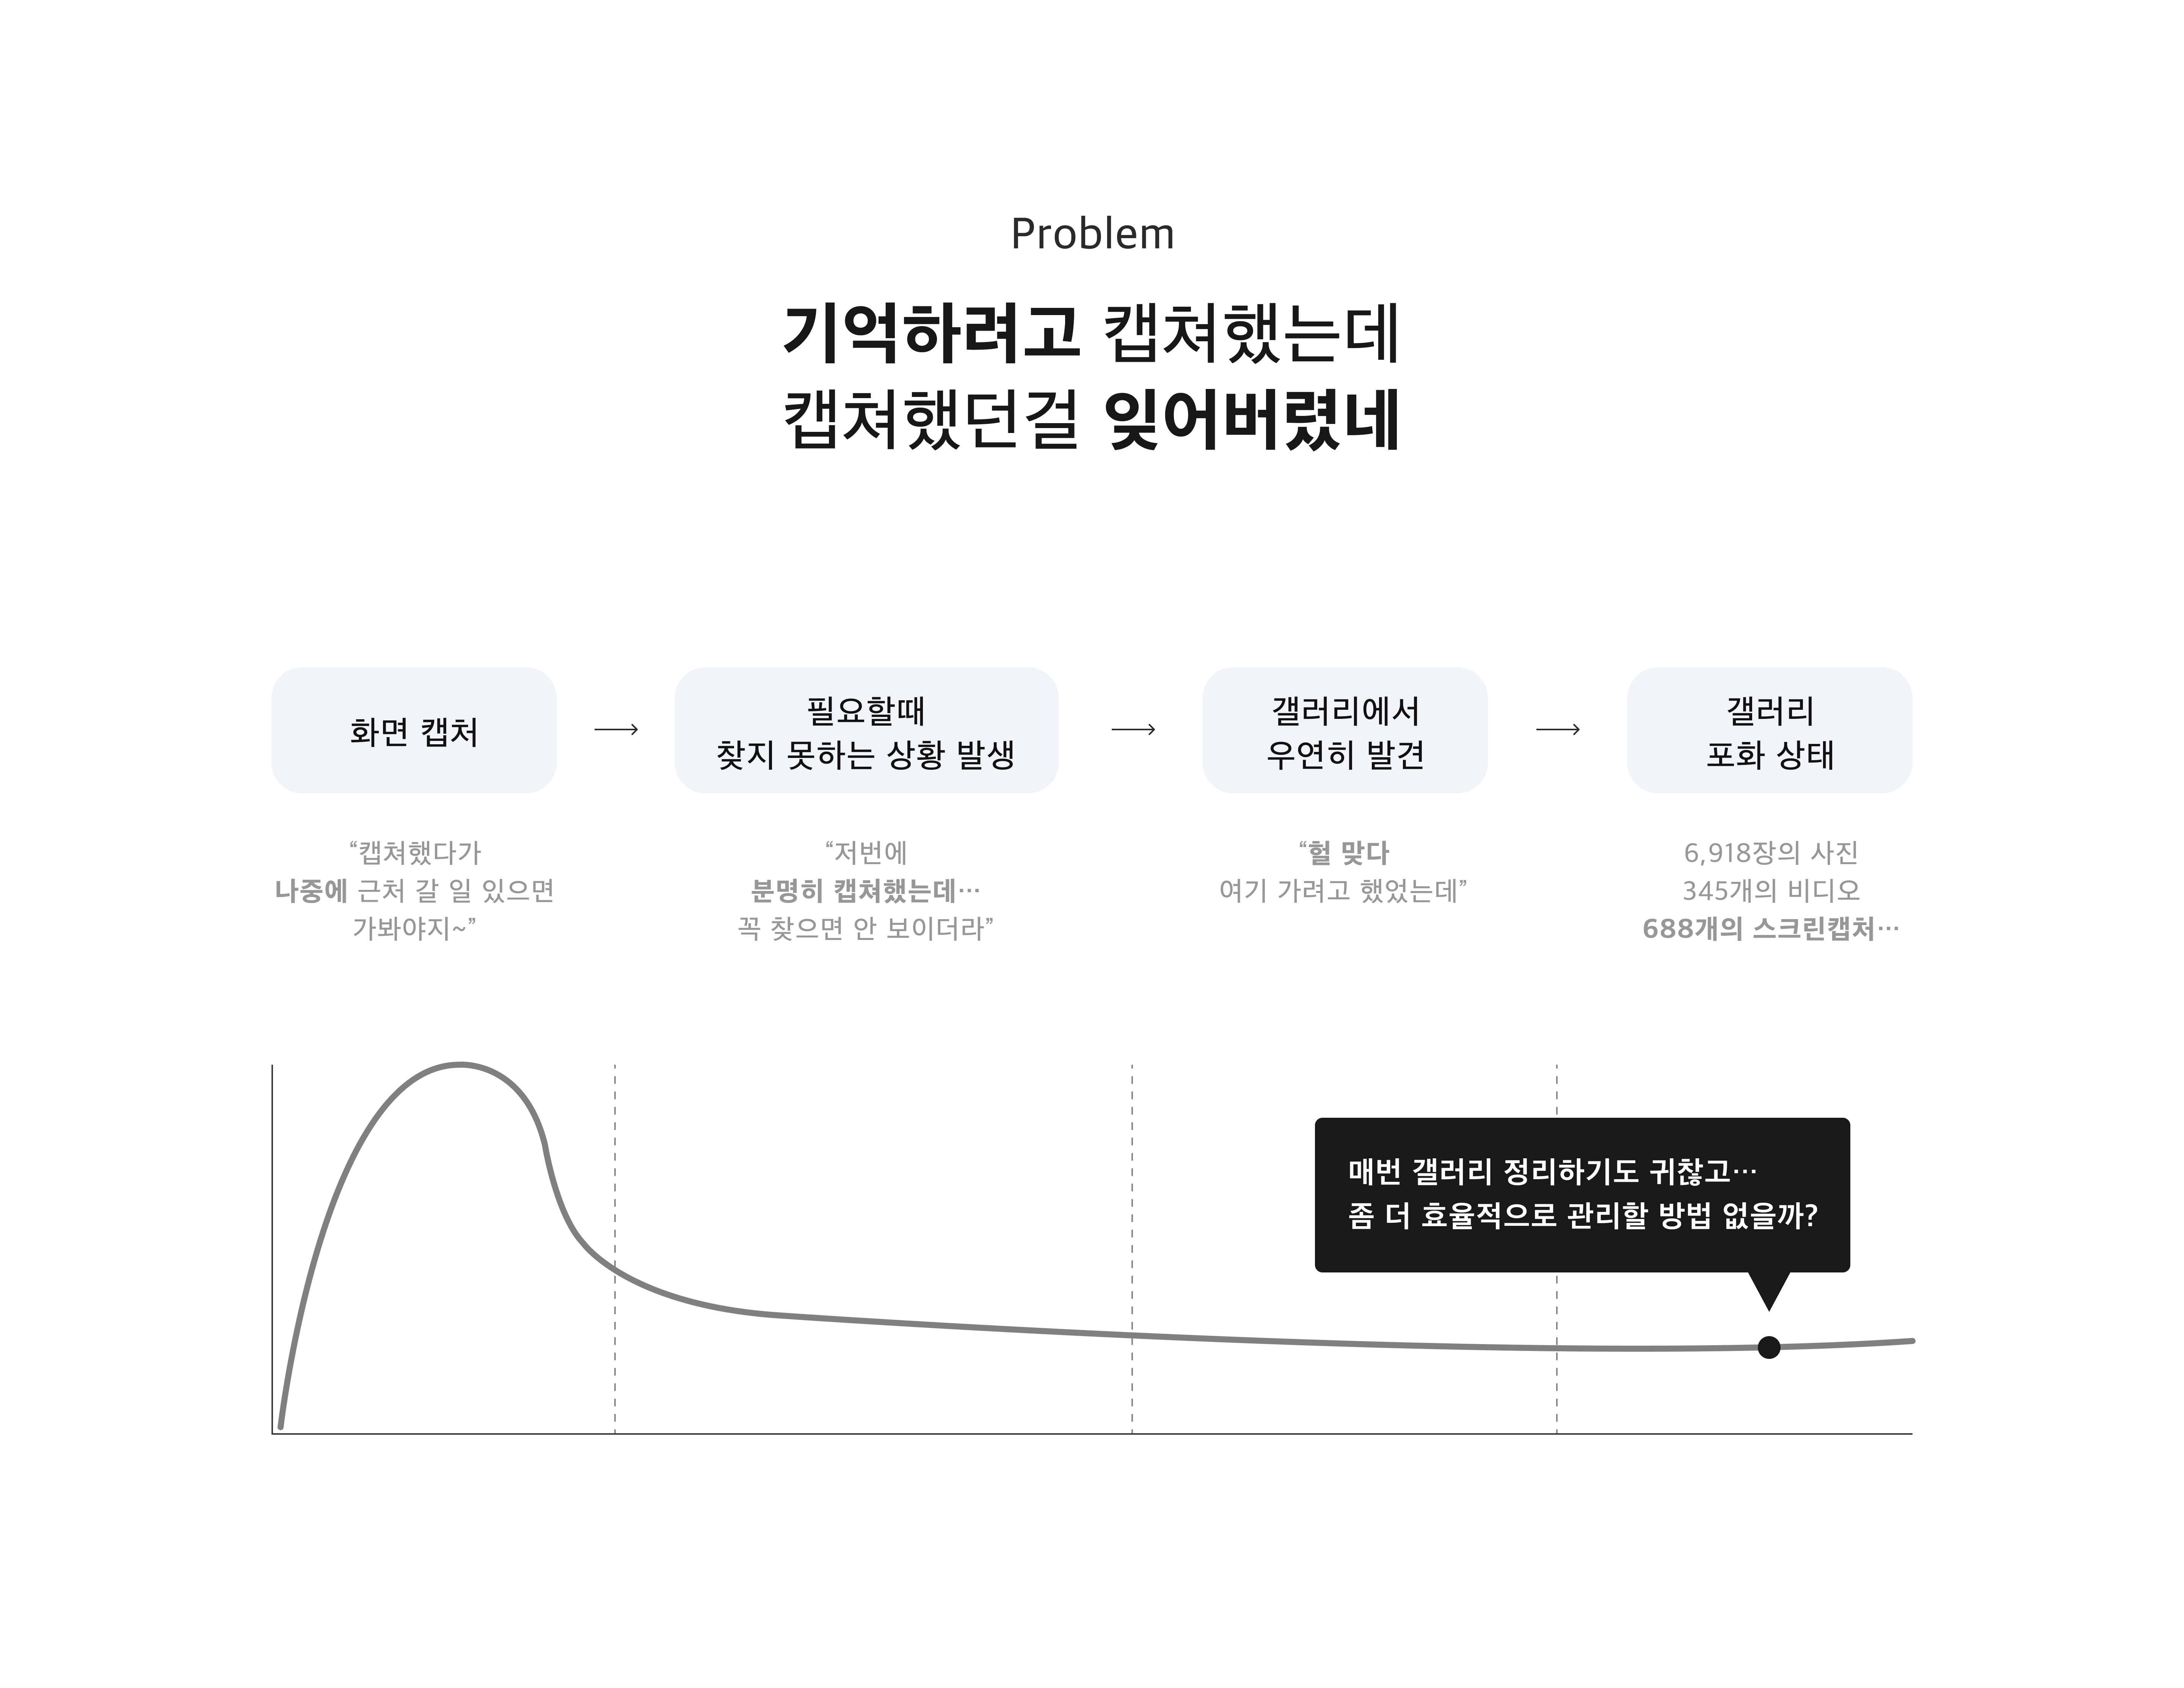 Problem
기억하려고 캡쳐했는데
캡쳐했던걸 잊어버렸네
화면 캡처
필요할때
찾지 못하는 상황 발생
갤러리에서
우연히 발견
갤러리
포화 상태
“캡쳐했다가
나중에 근처 갈 일 있으면
가봐야지~”
“저번에
분명히 캡쳐했는데…
꼭 찾으면 안 보이더라”
“헐 맞다
여기 가려고 했었는데”
6,918장의 사진
345개의 비디오
688개의 스크린캡처…
매번 갤러리 정리하기도 귀찮고…
좀 더 효율적으로 관리할 방법 없을까?